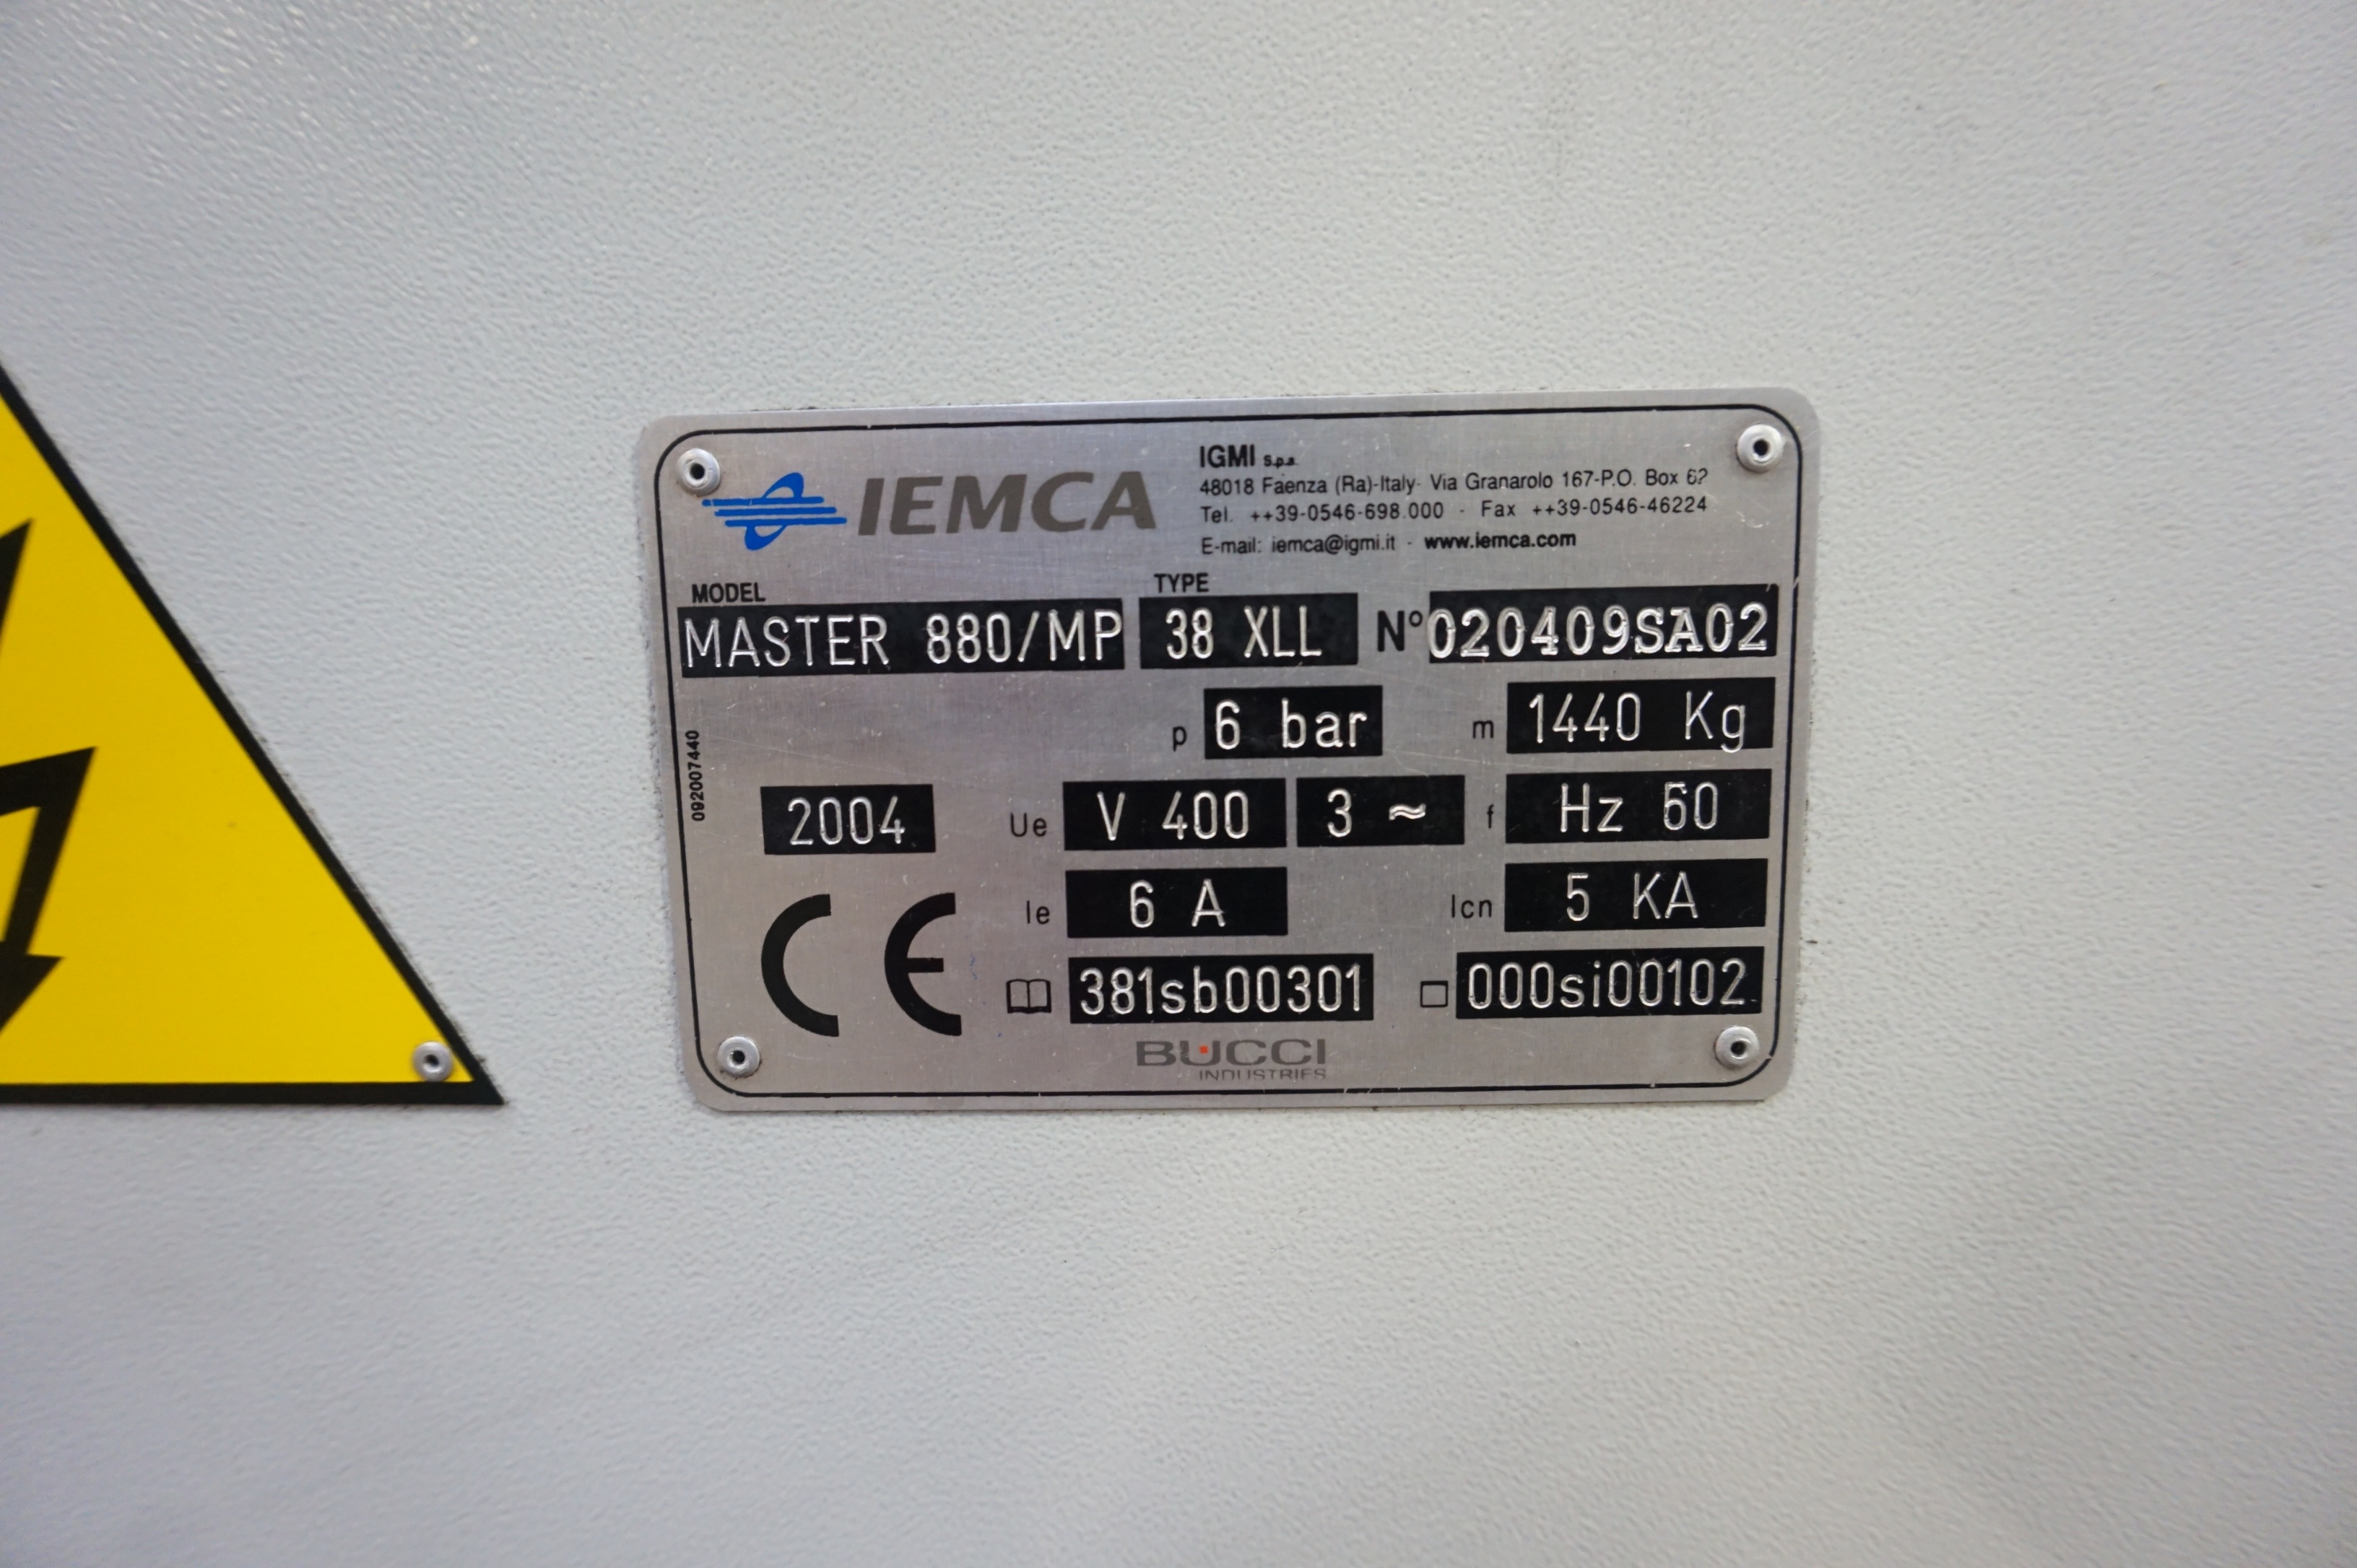 IEMCA
IGMI S.p.a.
48018 Faenza (Ra)-Italy- Via Granarolo 167-P.O. Box 62
Tel. ++39-0546-698.000 - Fax ++39-0546-46224
E-mail: iemca@igmi.it - www.iemca.com
MODEL TYPE
MASTER 880/MP 38 XLL N° 020409SA02
p 6 bar m 1440 Kg
092007440
2004 Ue V 400 3 ≈ f Hz
Ie 6 A Icn 5 KA
CE
381sb00301 000si00102
BUCCI
INDUSTRIES